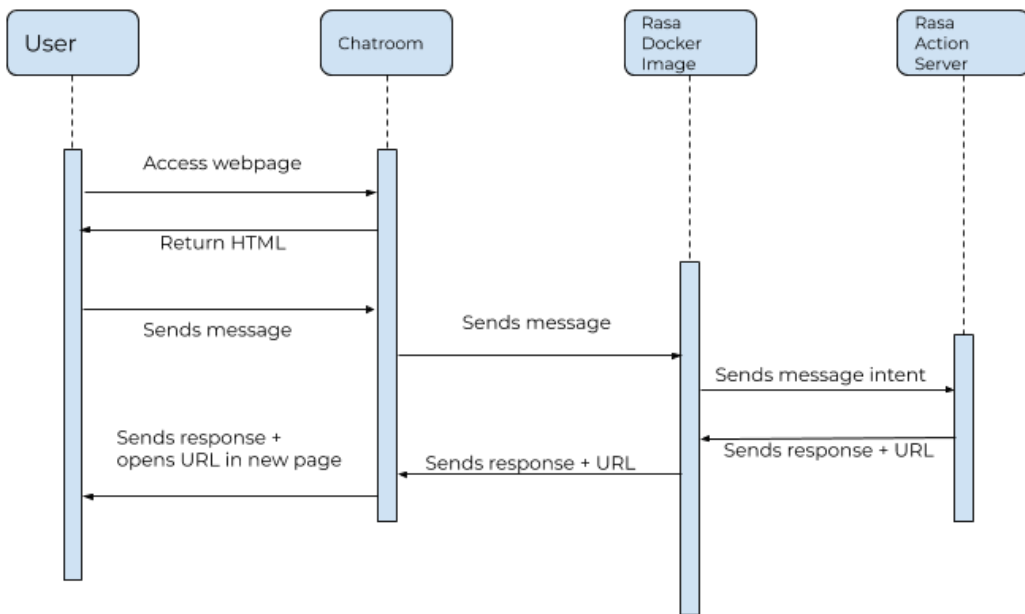 User
Chatroom
Rasa
Docker
Image
Rasa
Action
Server
Access webpage
Return HTML
Sends message
Sends message
Sends message intent
Sends response + URL
Sends response + URL
Sends response +
opens URL in new page